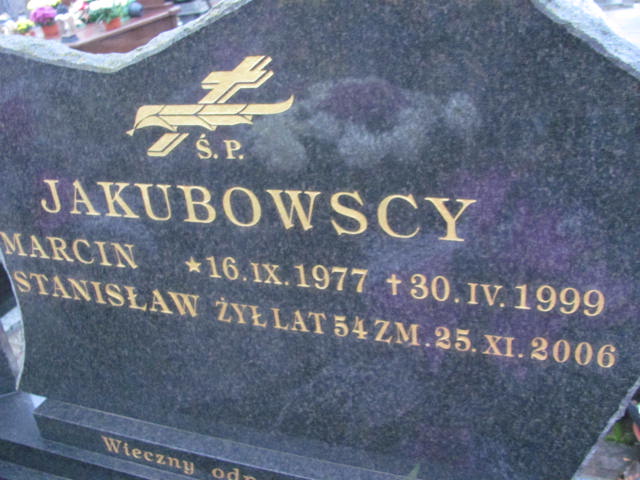 Ś. P.
JAKUBOWSCY
MARCIN ★16.IX.1977 ✝30.IV.1999
STANISŁAW ŻYŁ LAT 54 ZM.25.XI.2006
Wieczny